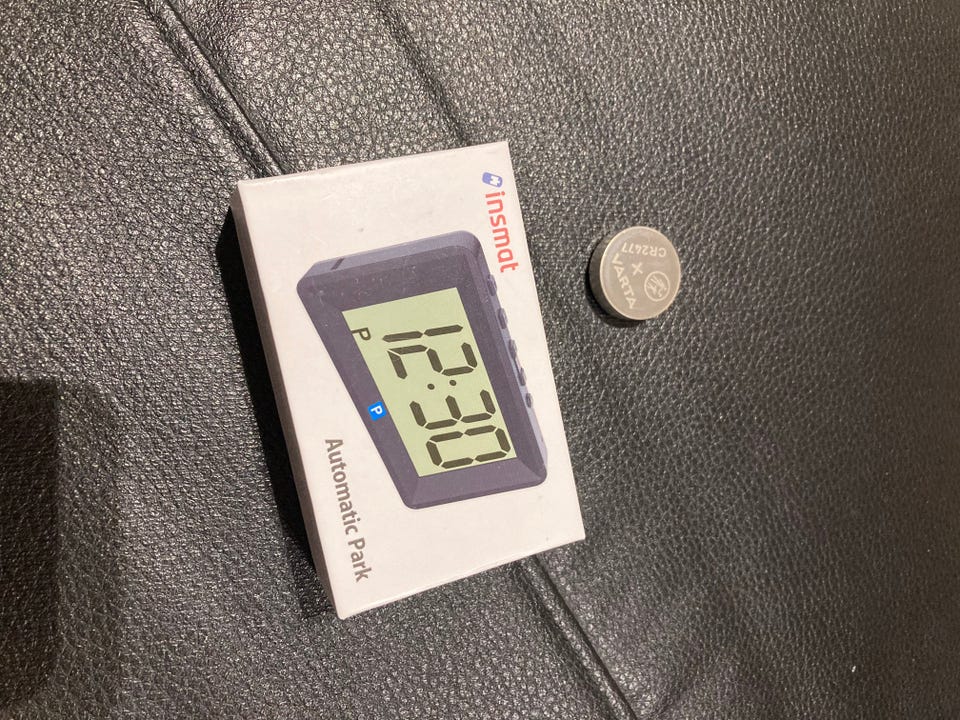 insmat
12:30
P
P
Automatic Park
CR2477
VARTA